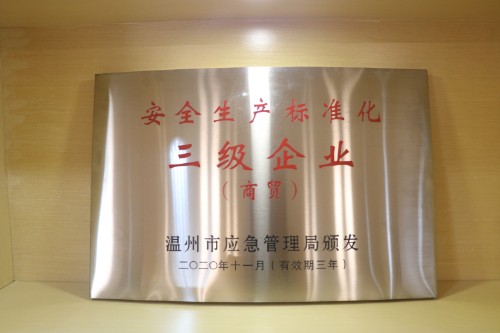 安全生产标准化
三级企业
(商贸)
温州市应急管理局颁发
二〇二〇年十一月(有效期三年)